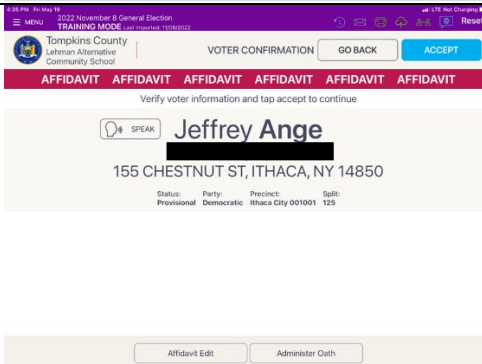 4:35 PM Fri May 19
LTE Not Charging
MENU
2022 November 8 General Election
TRAINING MODE Last Imported: 11/08/2022
Reset
Tompkins County
Lehman Alternative
Community School
VOTER CONFIRMATION
GO BACK
ACCEPT
AFFIDAVIT AFFIDAVIT AFFIDAVIT AFFIDAVIT AFFIDAVIT AFFIDAVIT
Verify voter information and tap accept to continue
SPEAK
Jeffrey Ange
155 CHESTNUT ST, ITHACA, NY 14850
Status: Party: Precinct: Split:
Provisional Democratic Ithaca City 001001 125
Affidavit Edit
Administer Oath